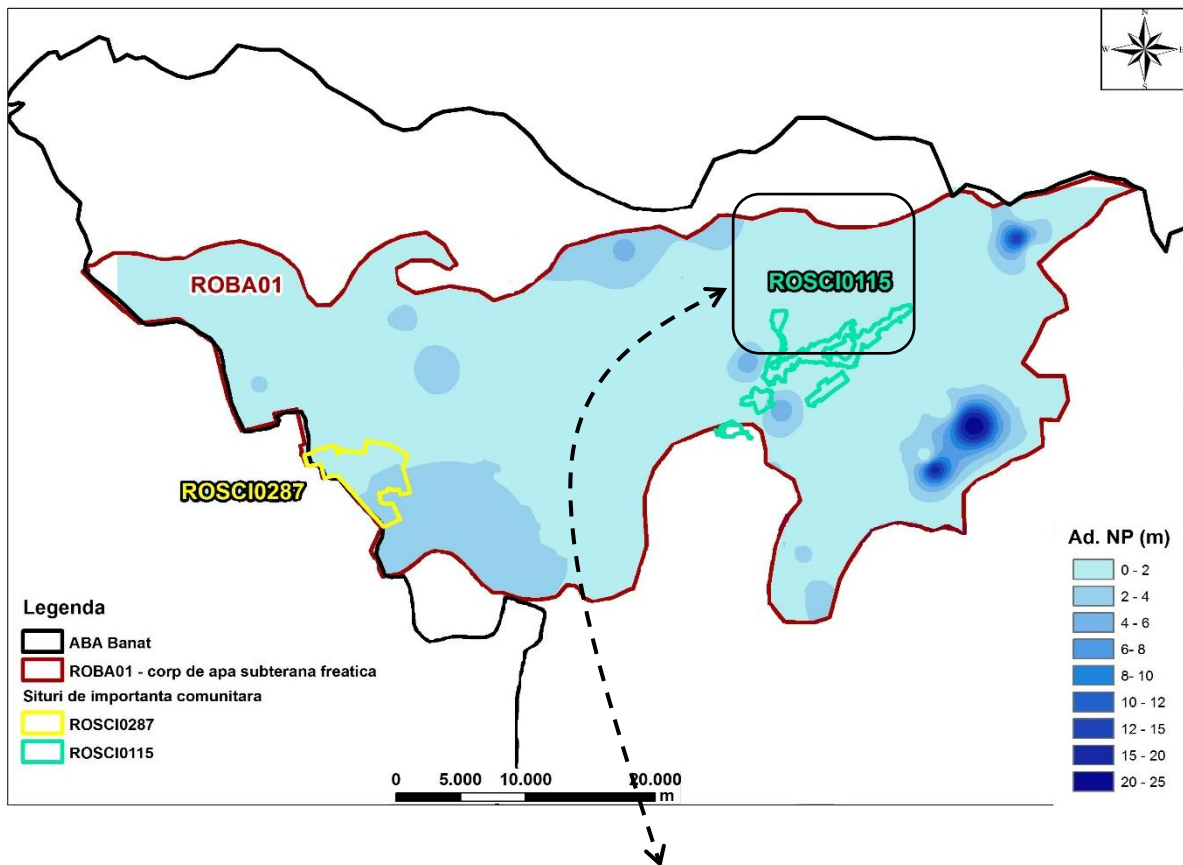 N
W
E
S
ROBA01
ROSCI0115
ROSCI0287
Legenda
ABA Banat
ROBA01 - corp de apa subterana freatica
Situri de importanta comunitara
ROSCI0287
ROSCI0115
0 5.000 10.000 20.000
m
Ad. NP (m)
0 - 2
2 - 4
4 - 6
6- 8
8- 10
10 - 12
12 - 15
15 - 20
20 - 25